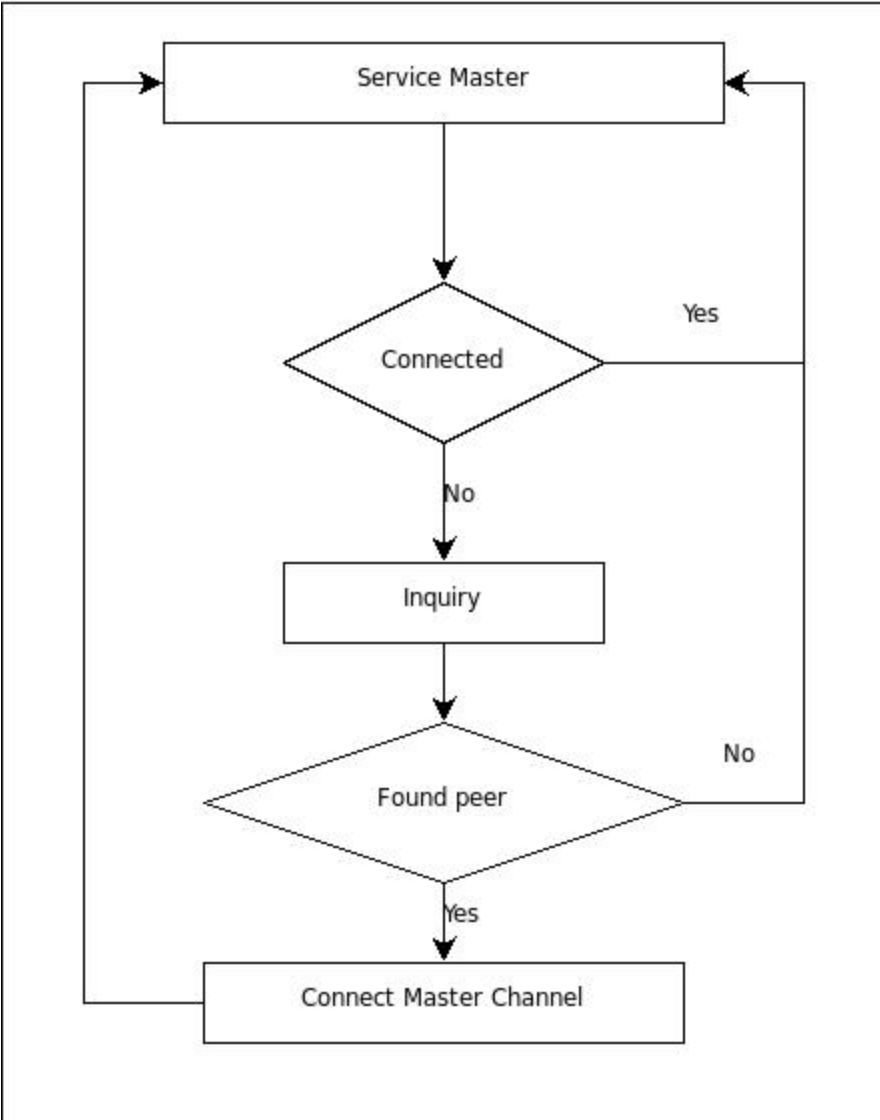 Service Master
Connected
Yes
No
Inquiry
Found peer
No
Yes
Connect Master Channel